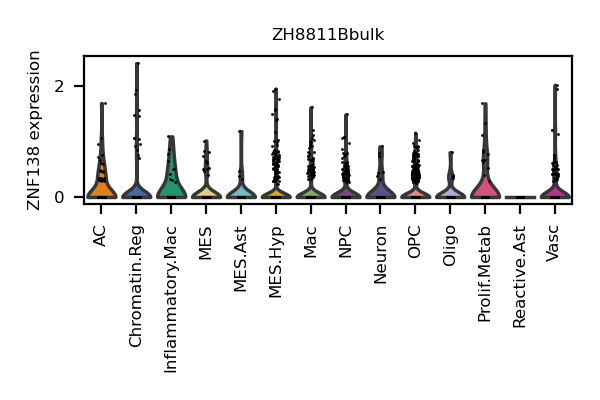 ZH8811Bbulk
ZNF138 expression
2
0
AC
Chromatin.Reg
Inflammatory.Mac
MES
MES.Ast
MES.Hyp
Mac
NPC
Neuron
OPC
Oligo
Prolif.Metab
Reactive.Ast
Vasc